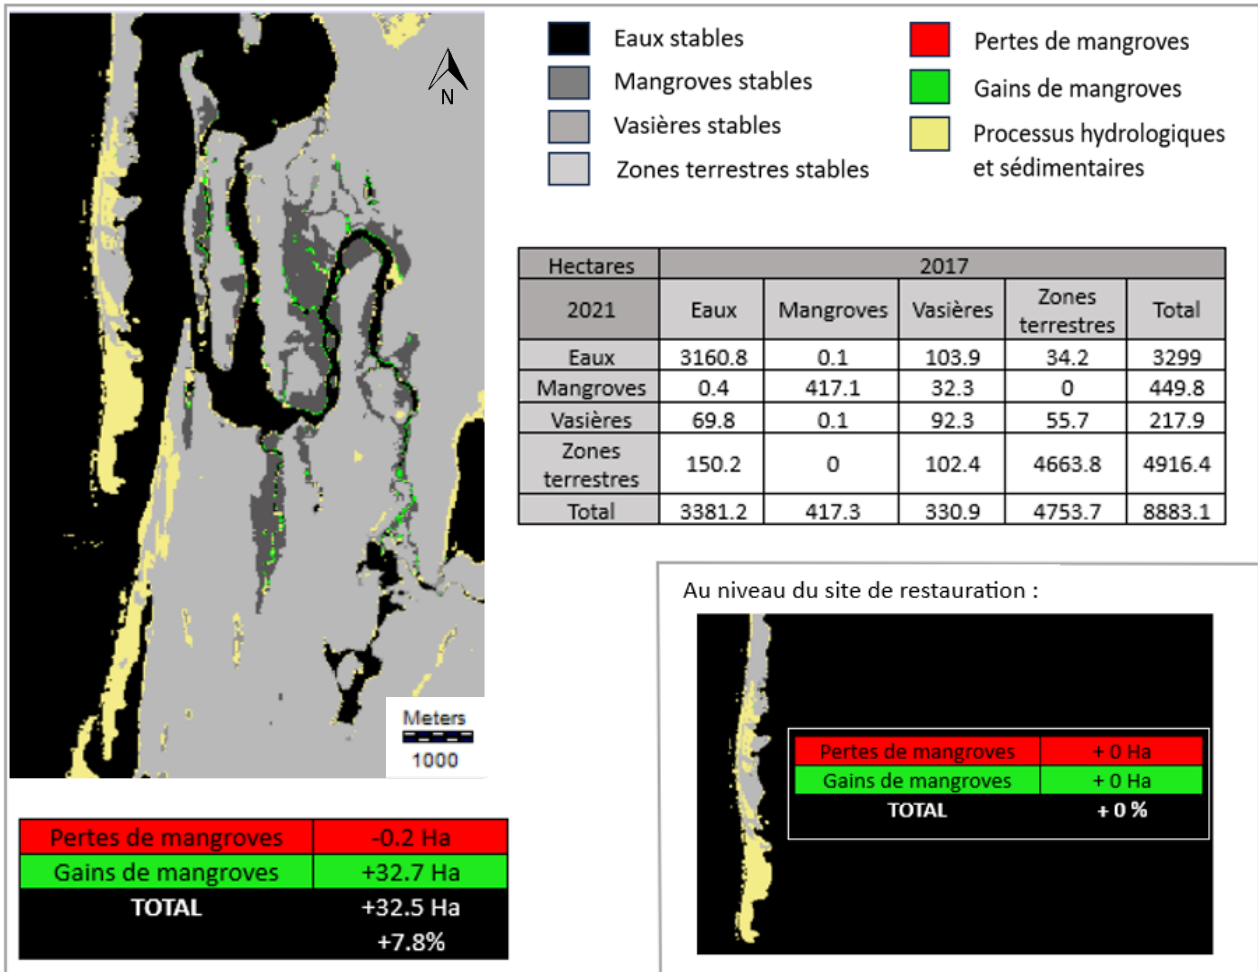 N
Meters
1000
Eaux stables
Mangroves stables
Vasières stables
Zones terrestres stables
Pertes de mangroves
Gains de mangroves
Processus hydrologiques
et sédimentaires
Hectares 2017
2021 Eaux Mangroves Vasières Zones terrestres Total
Eaux 3160.8 0.1 103.9 34.2 3299
Mangroves 0.4 417.1 32.3 0 449.8
Vasières 69.8 0.1 92.3 55.7 217.9
Zones terrestres 150.2 0 102.4 4663.8 4916.4
Total 3381.2 417.3 330.9 4753.7 8883.1
Pertes de mangroves -0.2 Ha
Gains de mangroves +32.7 Ha
TOTAL +32.5 Ha
+7.8%
Au niveau du site de restauration :
Pertes de mangroves + 0 Ha
Gains de mangroves + 0 Ha
TOTAL + 0 %